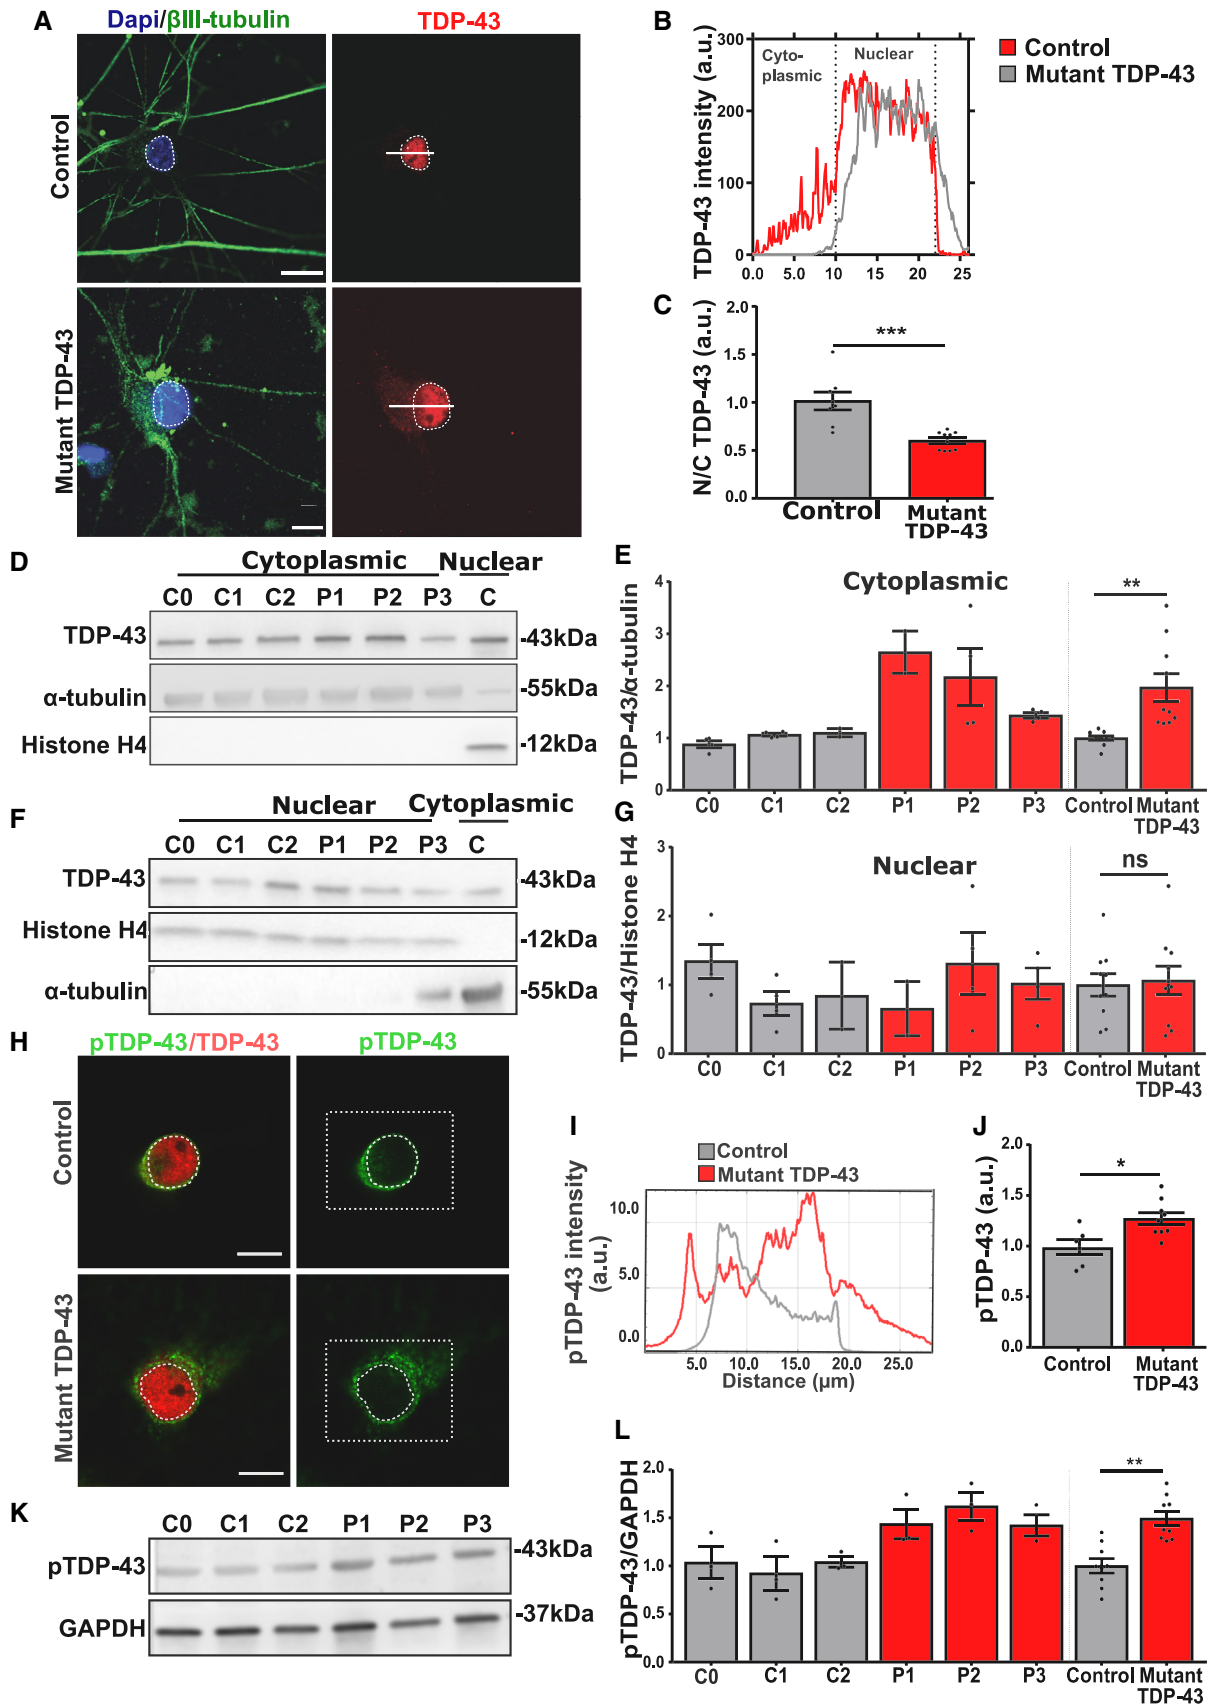 A
Dapi/βIII-tubulin
TDP-43
Control
Mutant TDP-43
B
TDP-43 intensity (a.u.)
300
200
100
0
Cyto-
plasmic
Nuclear
0.0 5.0 10 15 20 25
Control
Mutant TDP-43
C
N/C TDP-43 (a.u.)
2.0
1.5
1.0
0.5
0.0
***
Control
Mutant
TDP-43
D
Cytoplasmic Nuclear
C0 C1 C2 P1 P2 P3 C
TDP-43
-43kDa
α-tubulin
-55kDa
Histone H4
-12kDa
E
Cytoplasmic
TDP-43/α-tubulin
4
3
2
1
0
**
C0 C1 C2 P1 P2 P3 Control Mutant
TDP-43
F
Nuclear Cytoplasmic
C0 C1 C2 P1 P2 P3 C
TDP-43
-43kDa
Histone H4
-12kDa
α-tubulin
-55kDa
G
Nuclear
TDP-43/Histone H4
3
2
1
0
ns
C0 C1 C2 P1 P2 P3 Control Mutant
TDP-43
H
pTDP-43/TDP-43
pTDP-43
Control
Mutant TDP-43
I
Control
Mutant TDP-43
pTDP-43 intensity
(a.u.)
10.0
5.0
0.0
5.0 10.0 15.0 20.0 25.0
Distance (μm)
J
pTDP-43 (a.u.)
2.0
1.5
1.0
0.5
0.0
*
Control Mutant
TDP-43
K
C0 C1 C2 P1 P2 P3
pTDP-43
-43kDa
GAPDH
-37kDa
L
pTDP-43/GAPDH
2.0
1.5
1.0
0.5
0.0
**
C0 C1 C2 P1 P2 P3 Control Mutant
TDP-43